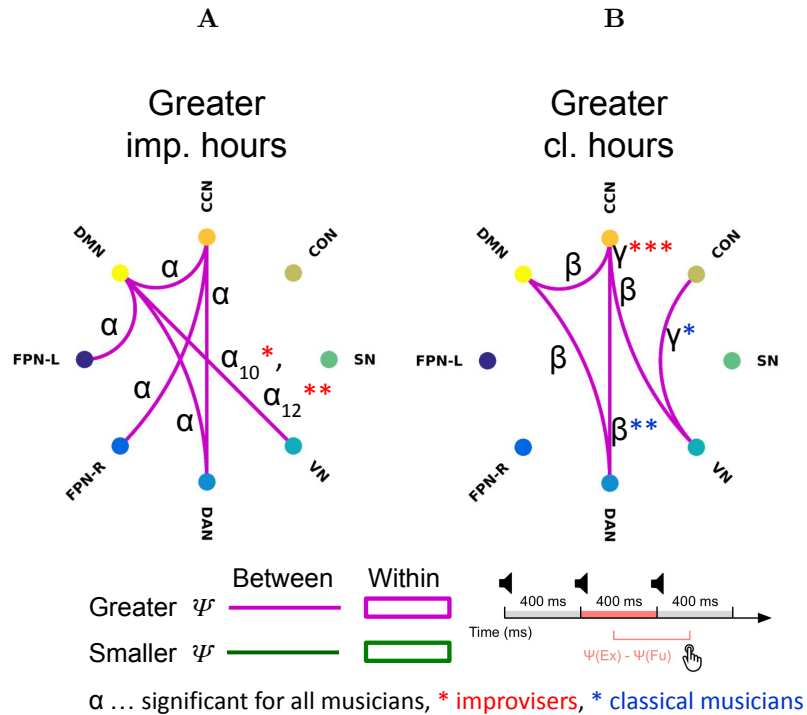 A
B
Greater
imp. hours
Greater
cl. hours
CCN
DMN
CON
α
α
α
FPN-L
SN
α₁₀*,
α₁₂**
α
α
FPN-R
VN
DAN
CCN
DMN
CON
γ***
β
β
γ*
FPN-L
SN
β
β**
FPN-R
VN
DAN
Between
Within
Greater Ψ
Smaller Ψ
400 ms
400 ms
400 ms
Time (ms)
Ψ(Ex) - Ψ(Fu)
α ... significant for all musicians, * improvisers, * classical musicians